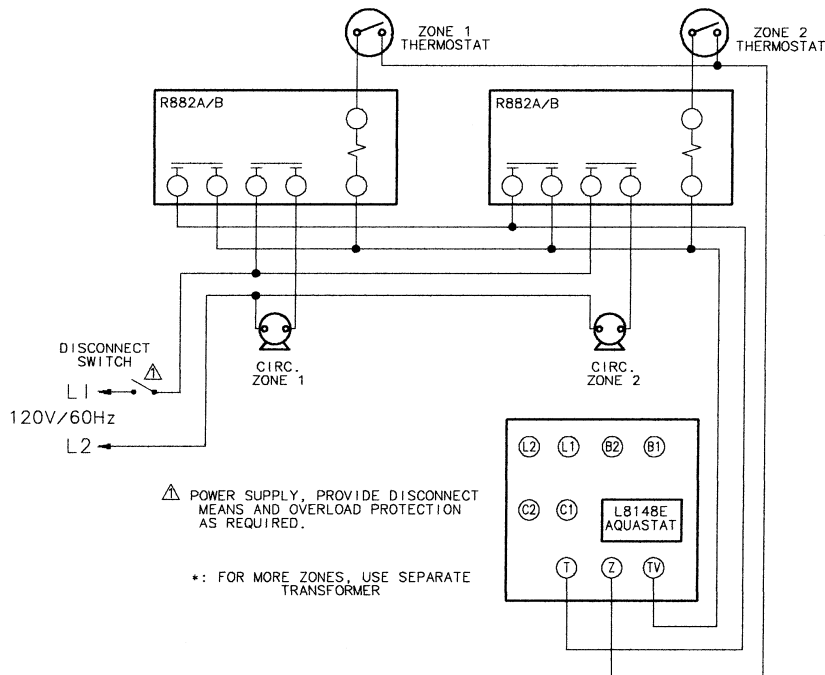 ZONE 1
THERMOSTAT
ZONE 2
THERMOSTAT
R882A/B
R882A/B
DISCONNECT
SWITCH
1
L1
120V/60Hz
L2
CIRC.
ZONE 1
CIRC.
ZONE 2
L2 L1 B2 B1
C2 C1
L8148E
AQUASTAT
T Z TV
1 POWER SUPPLY, PROVIDE DISCONNECT
MEANS AND OVERLOAD PROTECTION
AS REQUIRED.
*: FOR MORE ZONES, USE SEPARATE
TRANSFORMER